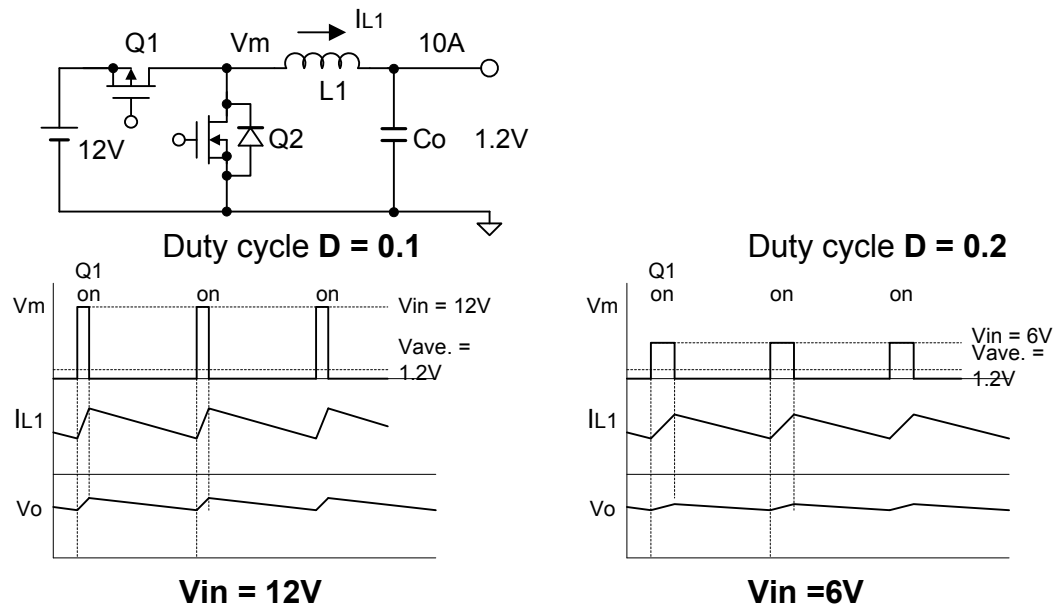 IL1
Q1 Vm 10A
L1
12V Q2 Co 1.2V
Duty cycle D = 0.1
Q1
on on on
Vm
Vin = 12V
Vave. =
1.2V
IL1
Vo
Vin = 12V
Duty cycle D = 0.2
Q1
on on on
Vm
Vin = 6V
Vave. =
1.2V
IL1
Vo
Vin =6V